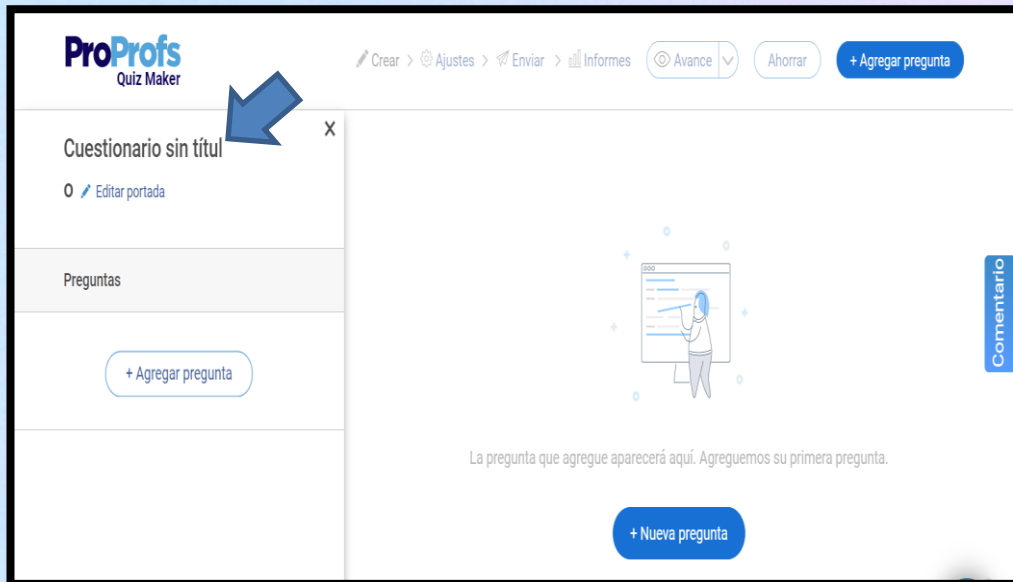 ProProfs
Quiz Maker
Crear > Ajustes > Enviar > Informes Avance Ahorrar + Agregar pregunta
Cuestionario sin títul X
0 Editar portada
Preguntas
+ Agregar pregunta
La pregunta que agregue aparecerá aquí. Agreguemos su primera pregunta.
+ Nueva pregunta
Comentario